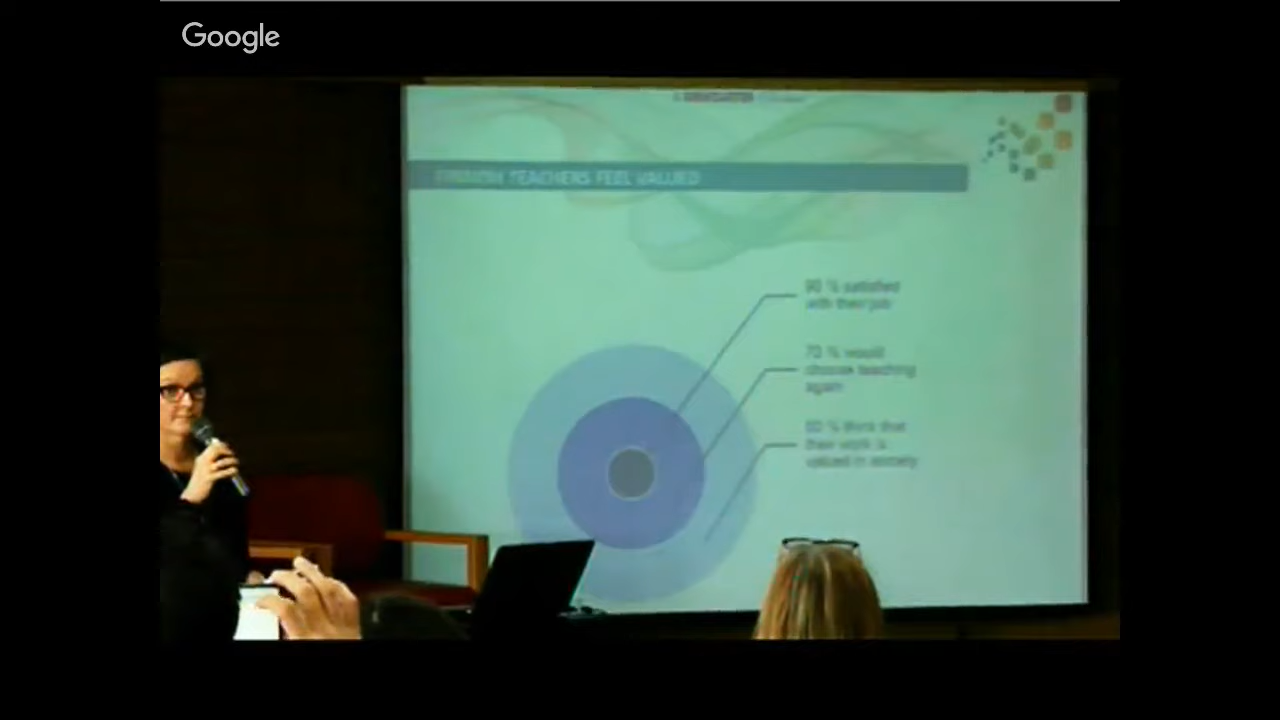 Google
TEACHERS FEEL VALUED
90 % satisfied
with their job
70 % would
choose teaching
again
% think that
their work is
valued in society